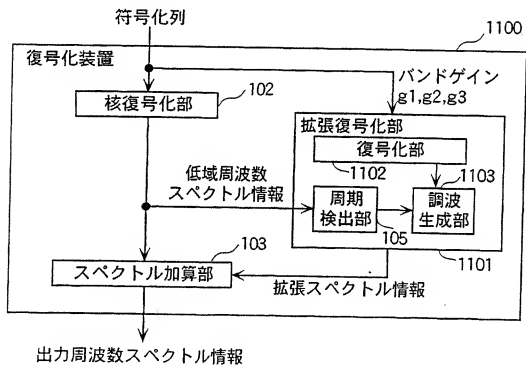 符号化列
1100
復号化装置
バンドゲイン
g1,g2,g3
核復号化部
102
拡張復号化部
復号化部
1102
1103
低域周波数
スペクトル情報
周期
検出部
調波
生成部
105
103
1101
スペクトル加算部
拡張スペクトル情報
出力周波数スペクトル情報